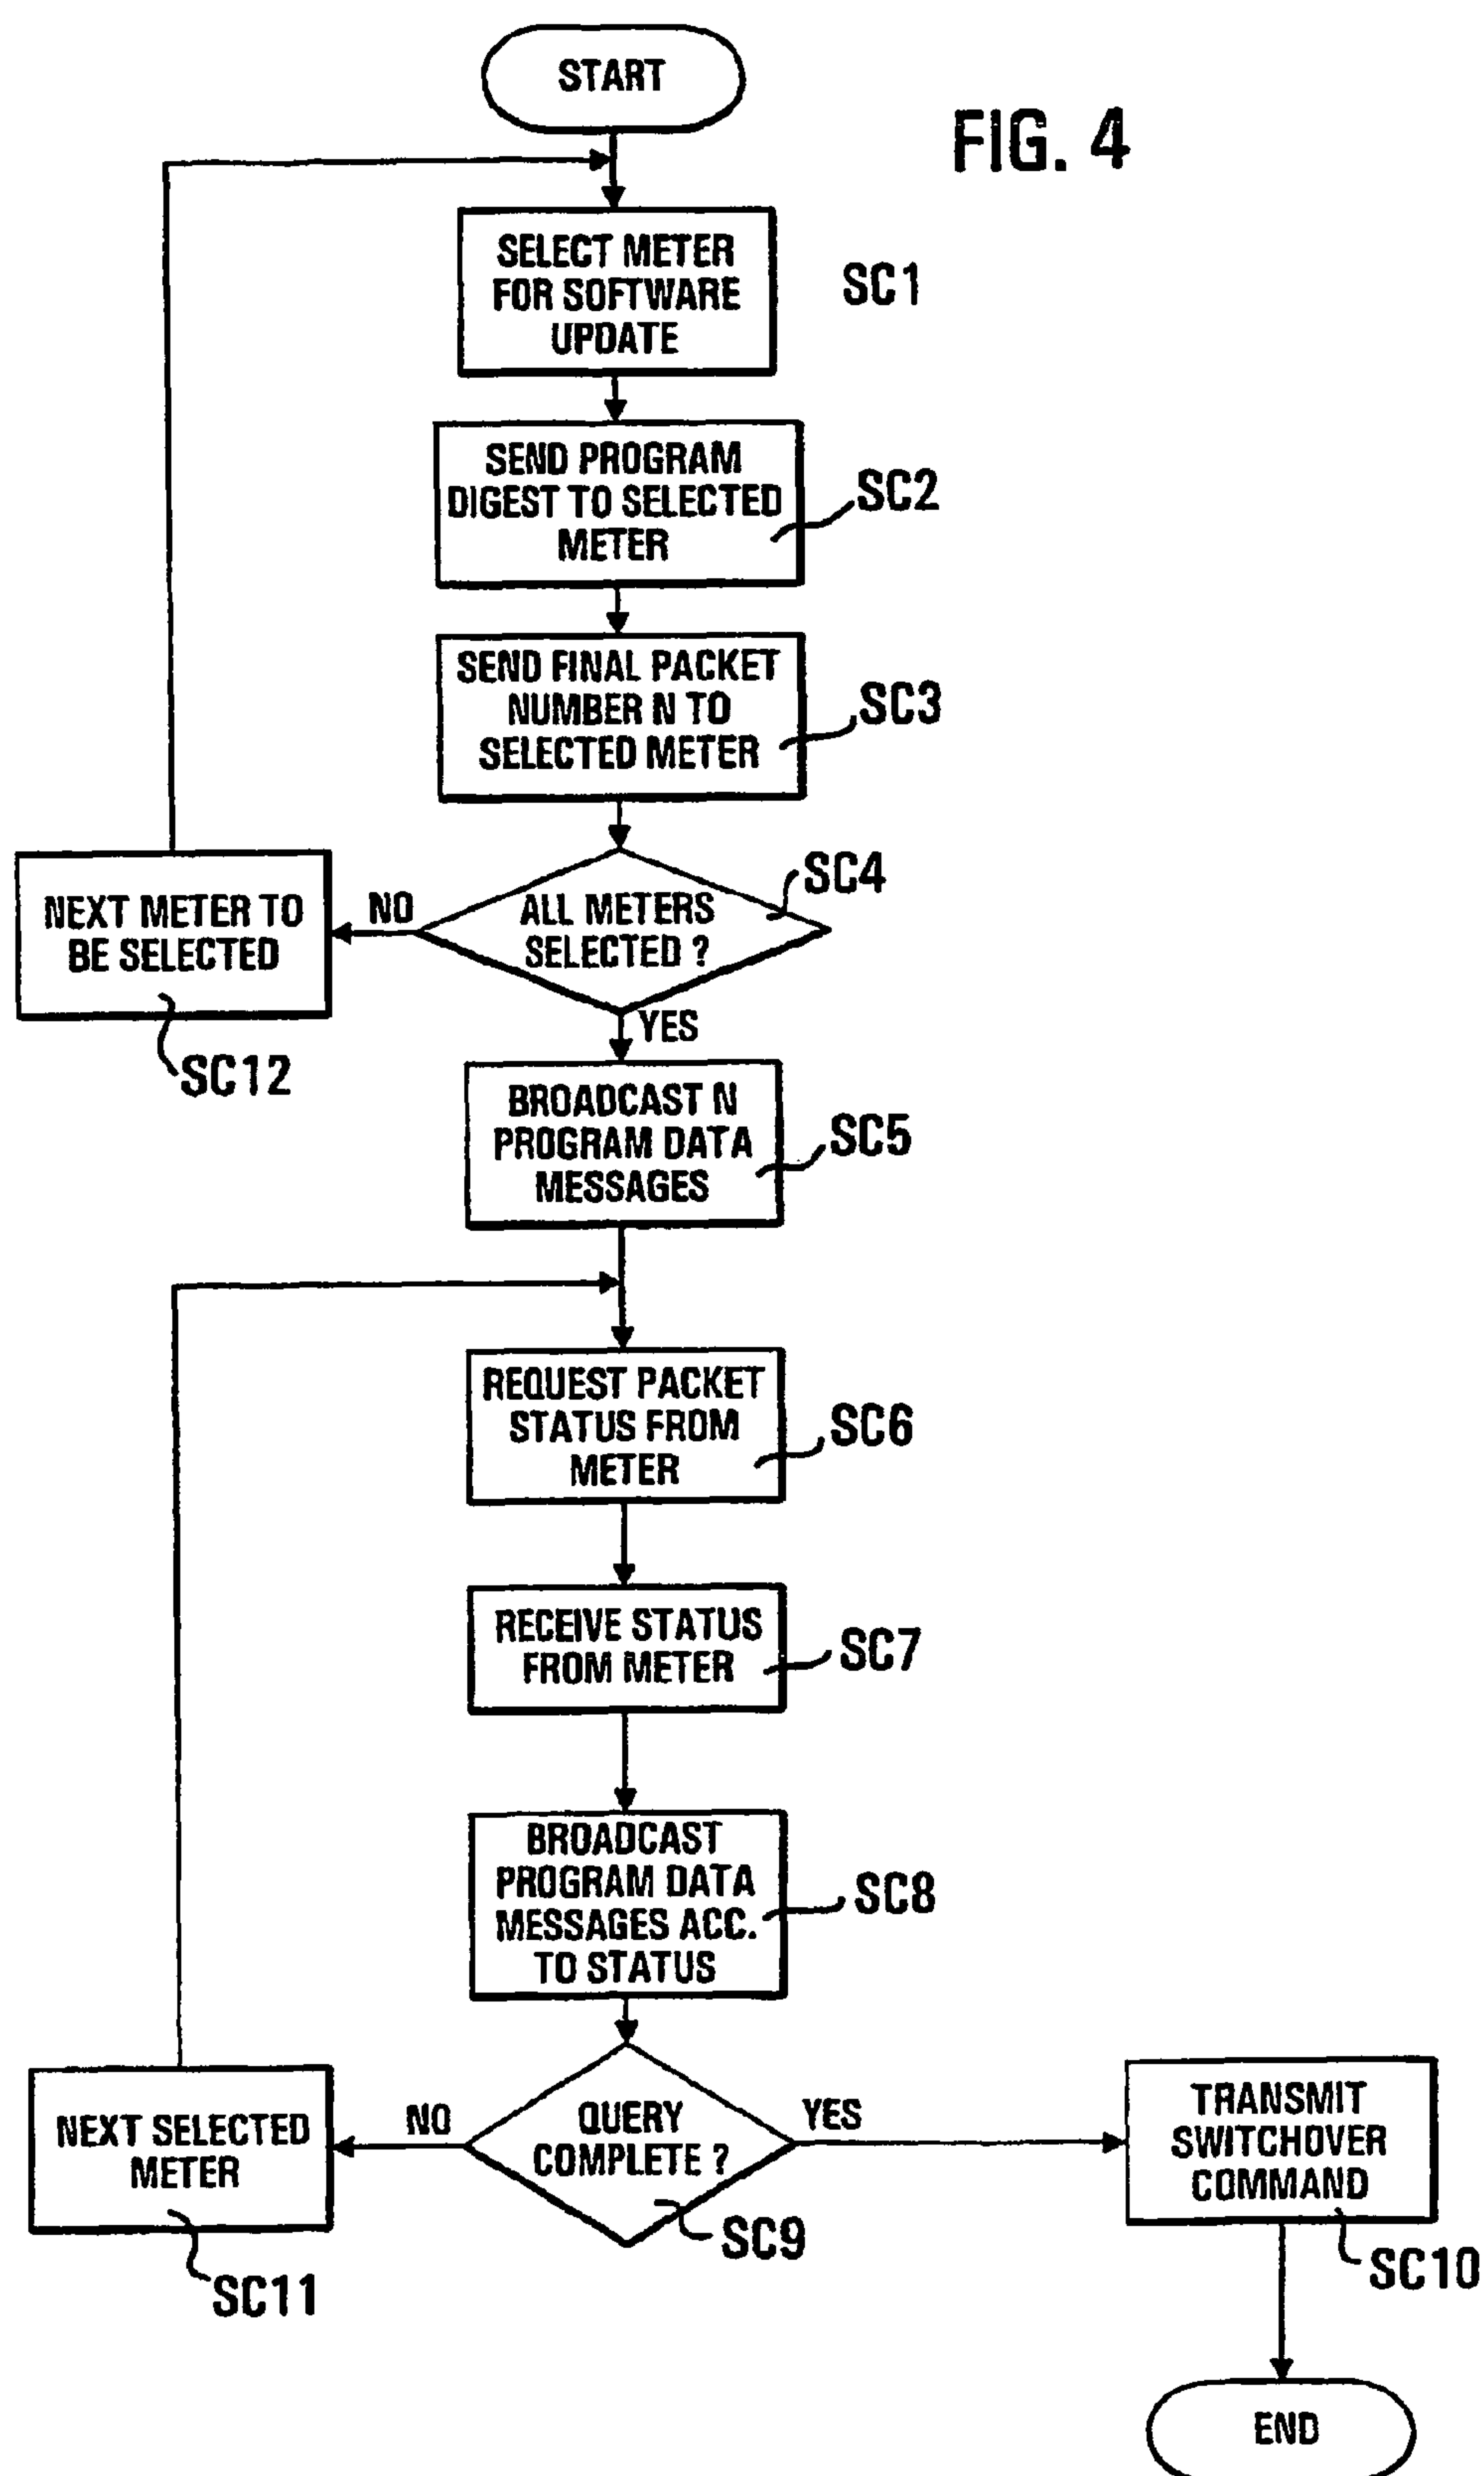 START
FIG. 4
SELECT METER
FOR SOFTWARE
UPDATE
SC1
SEND PROGRAM
DIGEST TO SELECTED
METER
SC2
SEND FINAL PACKET
NUMBER N TO
SELECTED METER
SC3
ALL METERS
SELECTED ?
SC4
NO
NEXT METER TO
BE SELECTED
SC12
YES
BROADCAST N
PROGRAM DATA
MESSAGES
SC5
REQUEST PACKET
STATUS FROM
METER
SC6
RECEIVE STATUS
FROM METER
SC7
BROADCAST
PROGRAM DATA
MESSAGES ACC.
TO STATUS
SC8
QUERY
COMPLETE ?
SC9
NO
NEXT SELECTED
METER
SC11
YES
TRANSMIT
SWITCHOVER
COMMAND
SC10
END